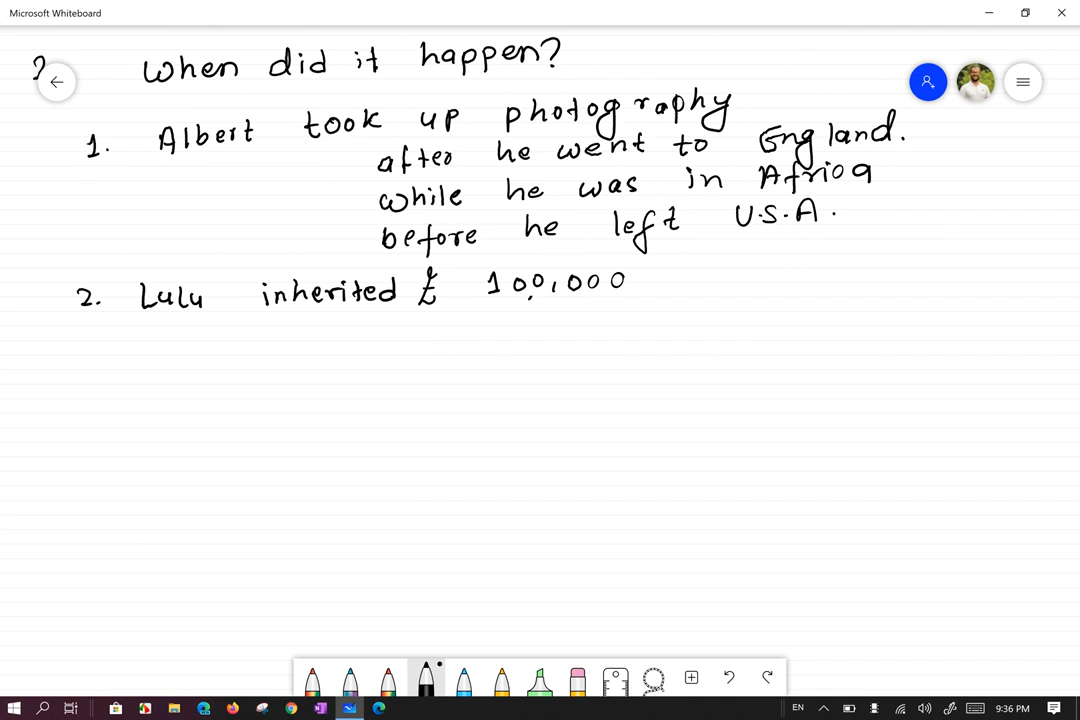 Microsoft Whiteboard
? When did it happen?
1. Albert took up photography
after he went to England.
while he was in Africa
before he left U.S.A.
2. Lulu inherited £ 100,000
EN
9:36 PM